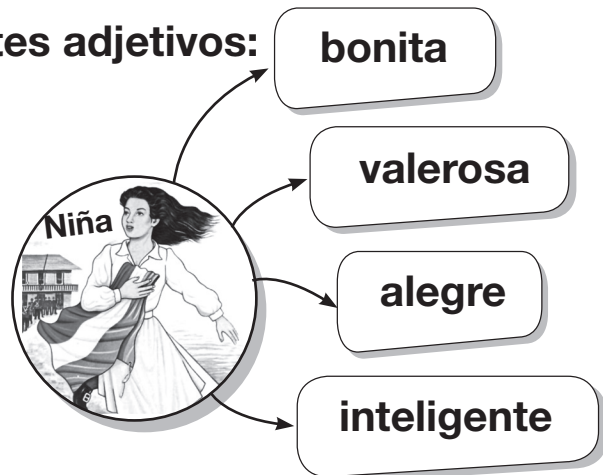 tes adjetivos:
bonita
valerosa
Niña
alegre
inteligente